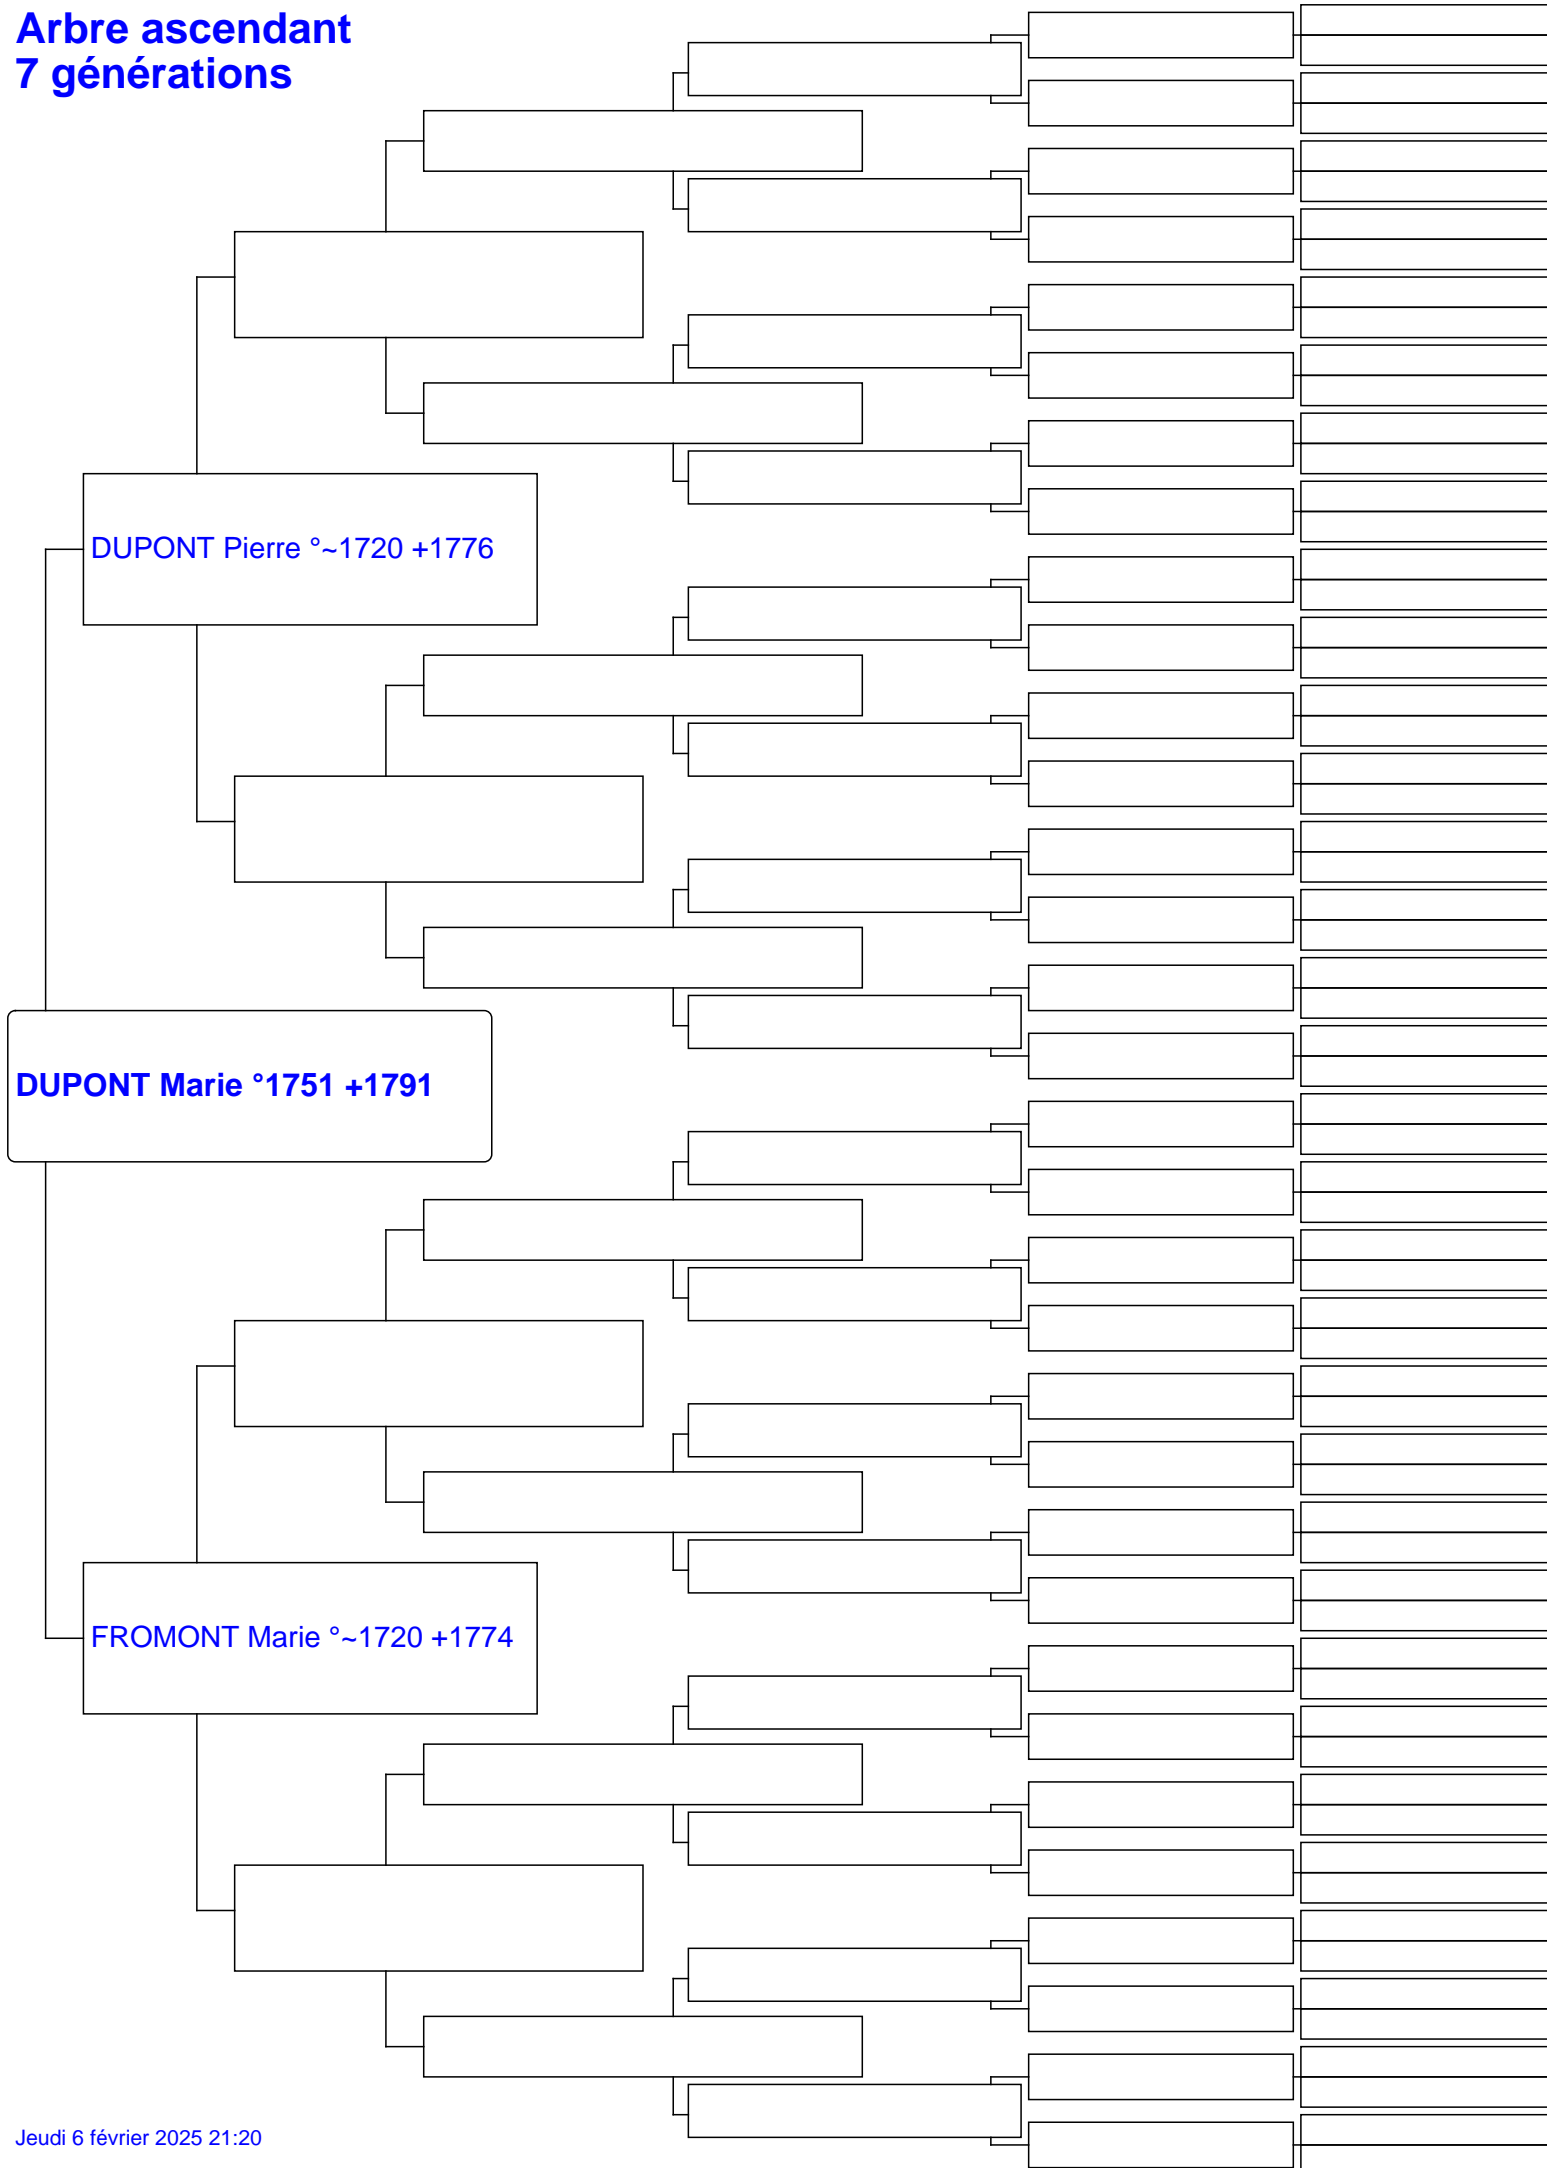 Arbre ascendant
7 générations
DUPONT Pierre °~1720 +1776
DUPONT Marie °1751 +1791
FROMONT Marie °~1720 +1774
Jeudi 6 février 2025 21:20